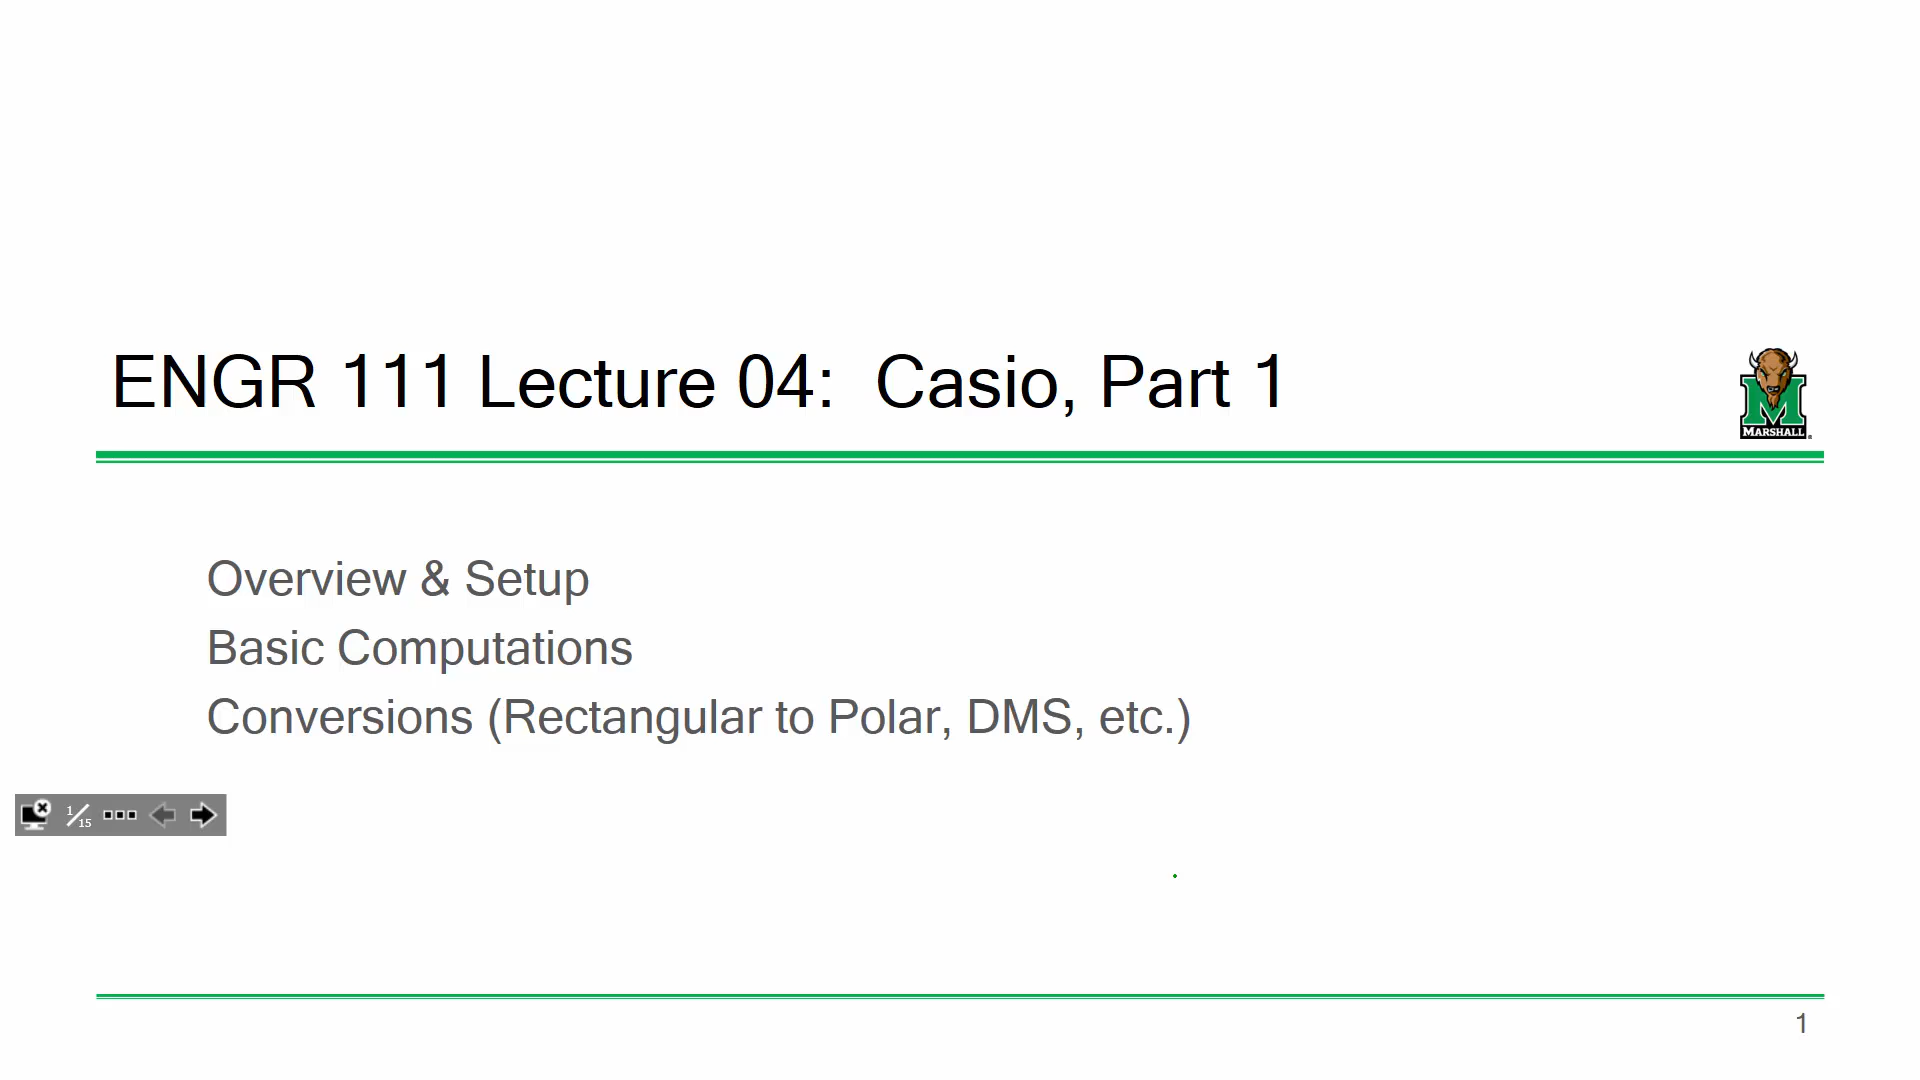 ENGR 111 Lecture 04:  Casio, Part 1
MARSHALL
Overview & Setup
Basic Computations
Conversions (Rectangular to Polar, DMS, etc.)
1/15
1